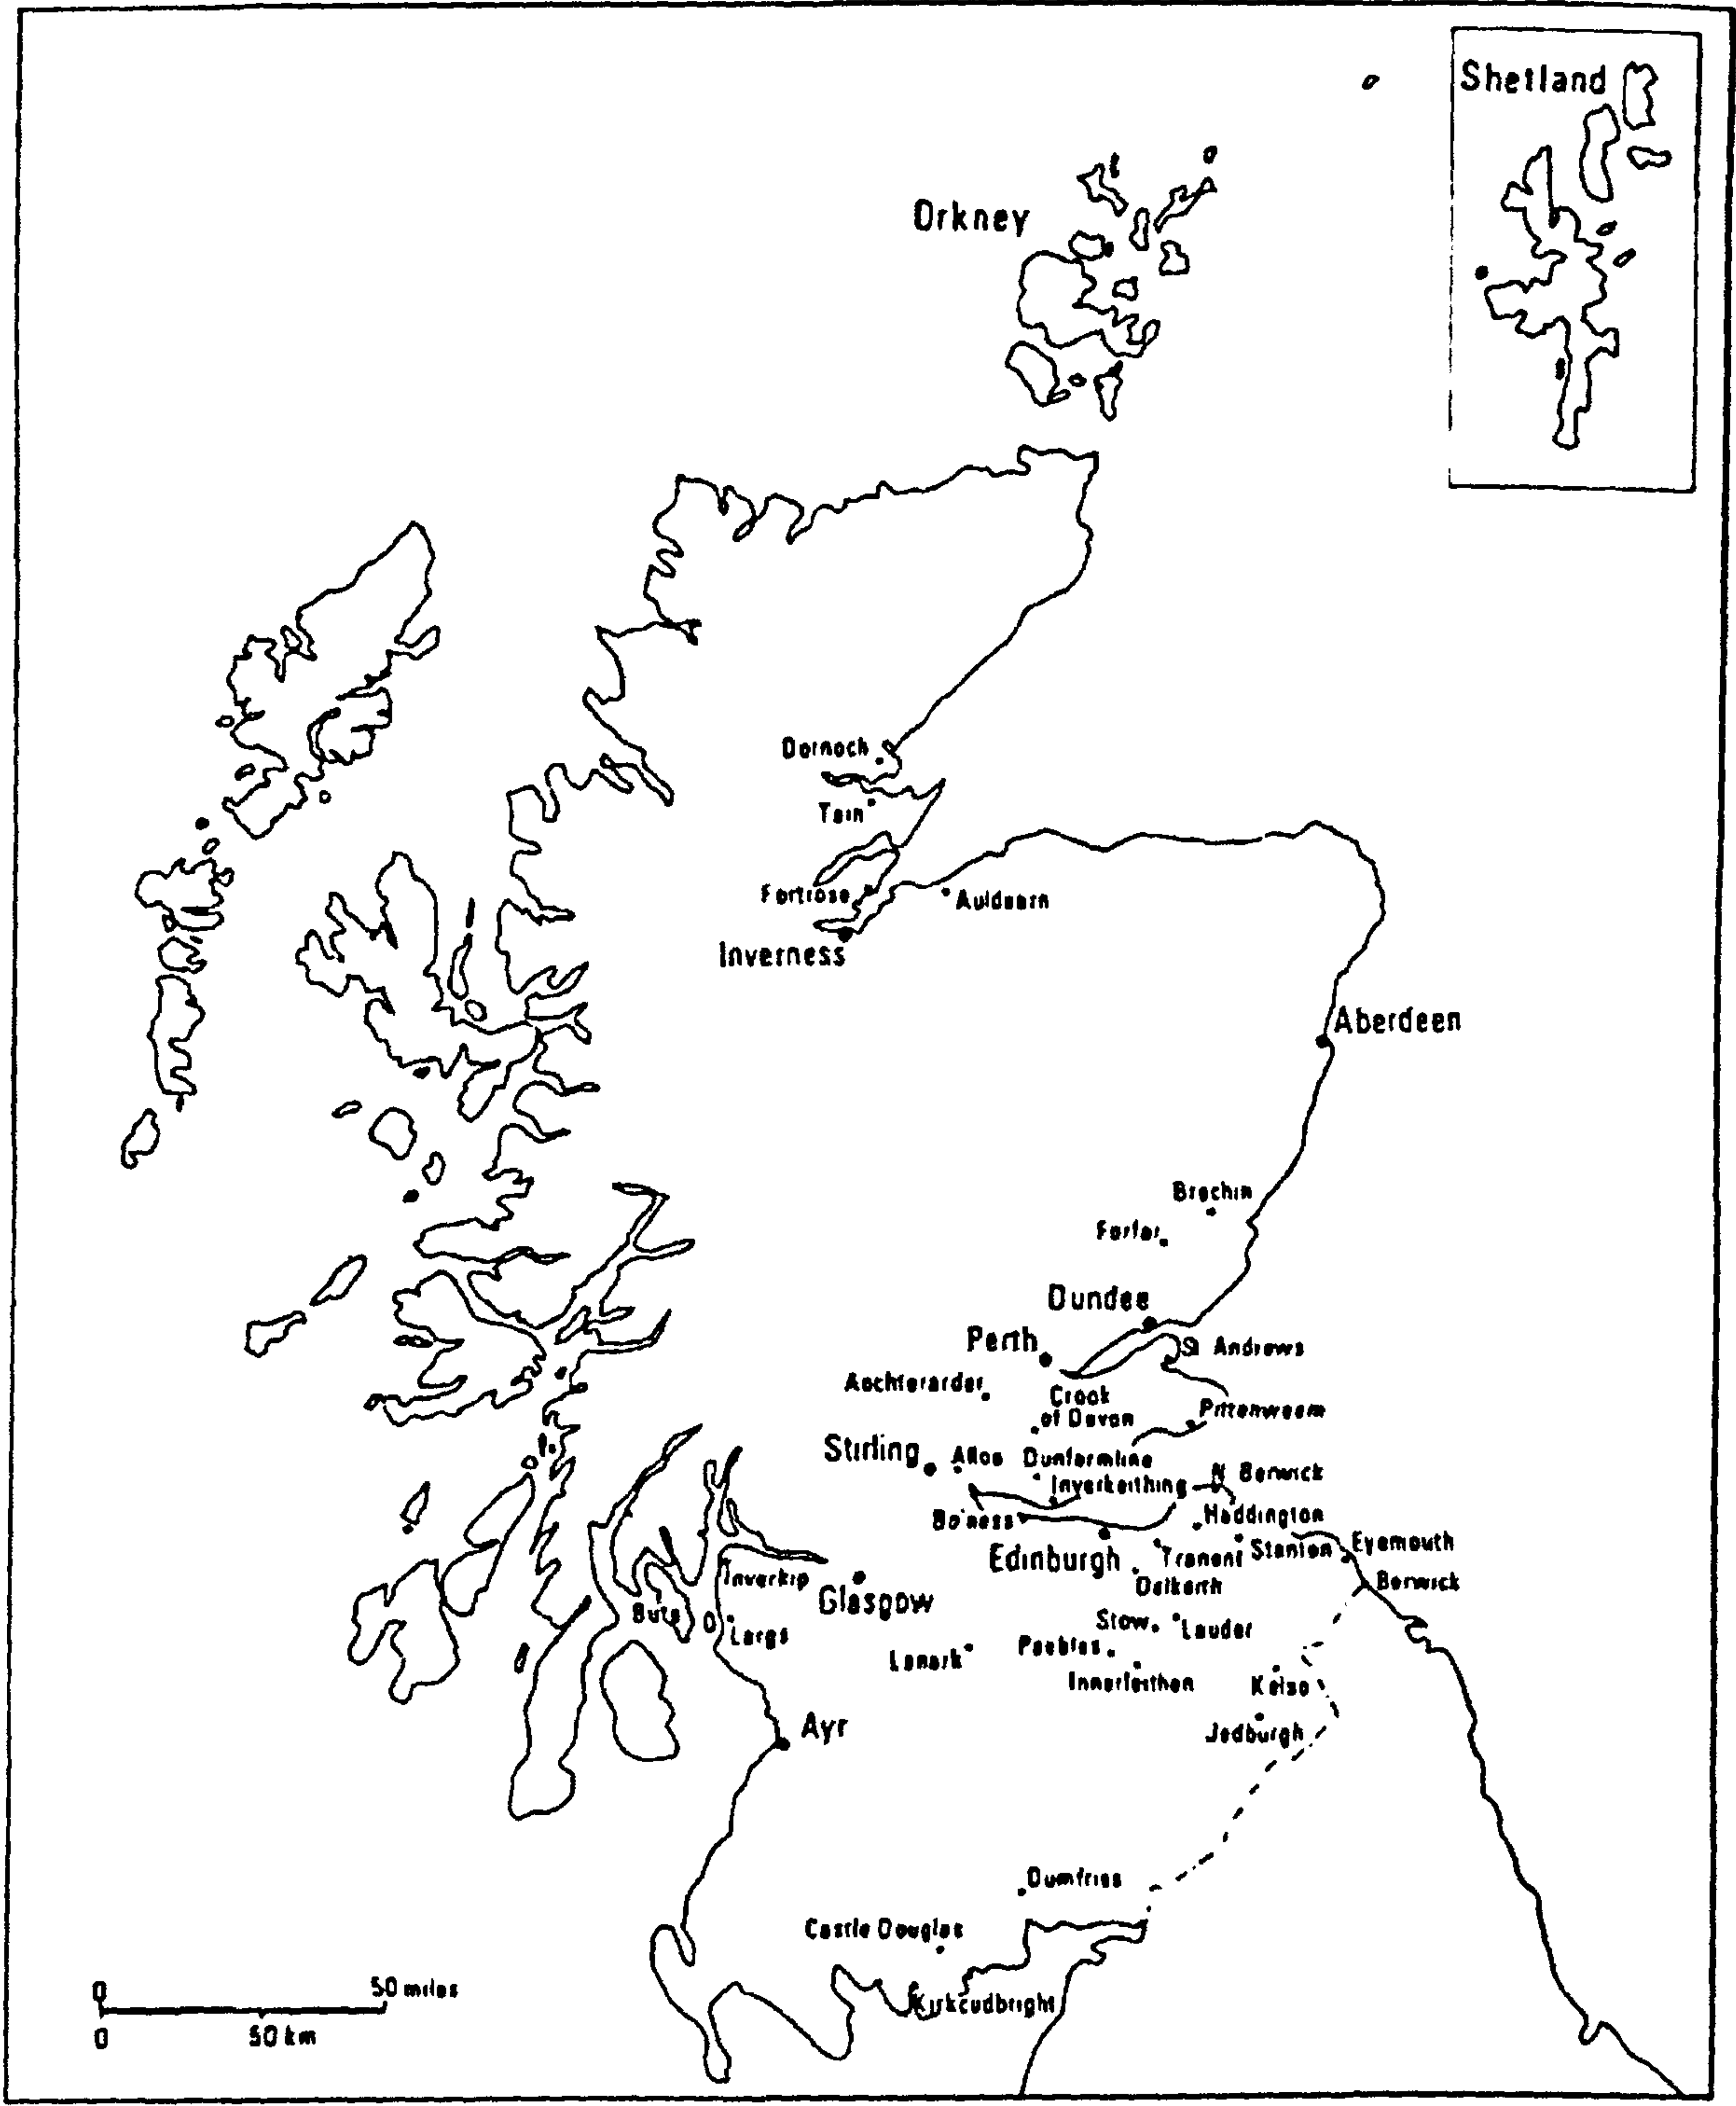 Shetland
Orkney
Dornoch
Tain
Fortrose
Auldearn
Inverness
Aberdeen
Brechin
Forfar
Dundee
Perth
St Andrews
Auchterarder
Crook
of Devon
Pittenweem
Stirling
Alloa
Dunfermline
Inverkeithing
N Berwick
Bo'ness
Haddington
Edinburgh
Tranent
Stenton
Eyemouth
Dalkeith
Berwick
Inverkip
Glasgow
Bute
Largs
Stow
Lauder
Lanark
Peebles
Innerleithen
Kelso
Jedburgh
Ayr
Dumfries
Castle Douglas
Kirkcudbright
0 50 miles
0 50 km